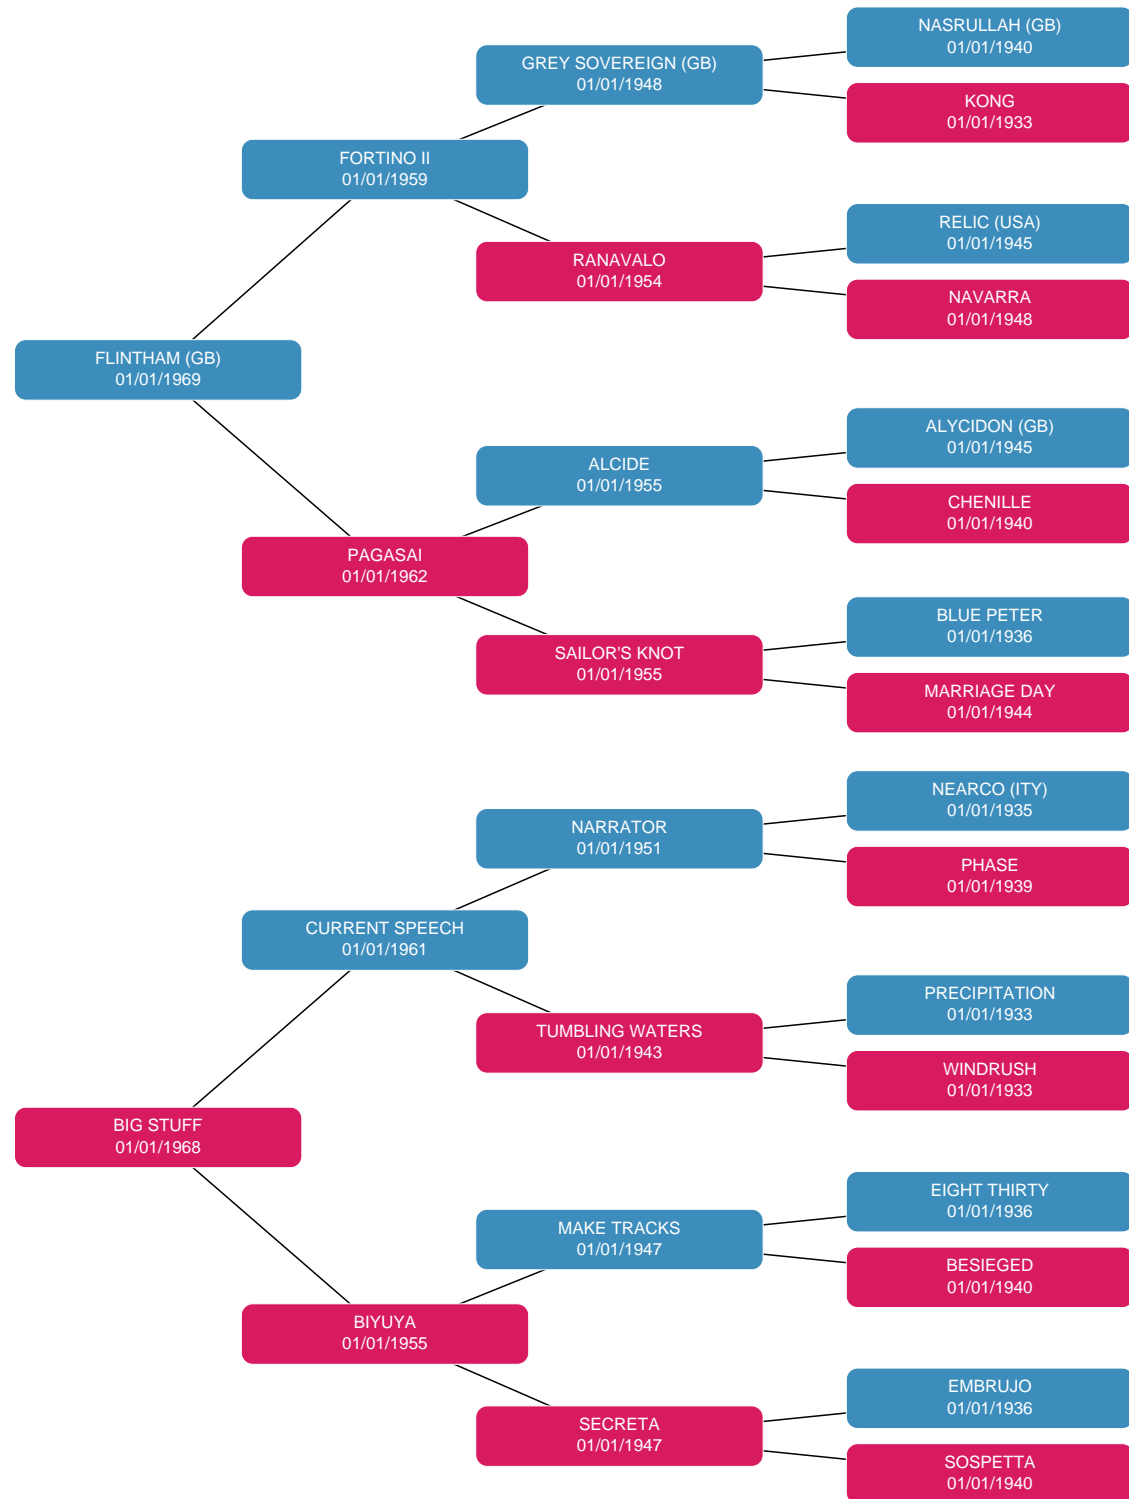 NASRULLAH (GB)
01/01/1940
GREY SOVEREIGN (GB)
01/01/1948
KONG
01/01/1933
FORTINO II
01/01/1959
RELIC (USA)
01/01/1945
RANAVALO
01/01/1954
NAVARRA
01/01/1948
FLINTHAM (GB)
01/01/1969
ALYCIDON (GB)
01/01/1945
ALCIDE
01/01/1955
CHENILLE
01/01/1940
PAGASAI
01/01/1962
BLUE PETER
01/01/1936
SAILOR'S KNOT
01/01/1955
MARRIAGE DAY
01/01/1944
NEARCO (ITY)
01/01/1935
NARRATOR
01/01/1951
PHASE
01/01/1939
CURRENT SPEECH
01/01/1961
PRECIPITATION
01/01/1933
TUMBLING WATERS
01/01/1943
WINDRUSH
01/01/1933
BIG STUFF
01/01/1968
EIGHT THIRTY
01/01/1936
MAKE TRACKS
01/01/1947
BESIEGED
01/01/1940
BIYUYA
01/01/1955
EMBRUJO
01/01/1936
SECRETA
01/01/1947
SOSPETTA
01/01/1940